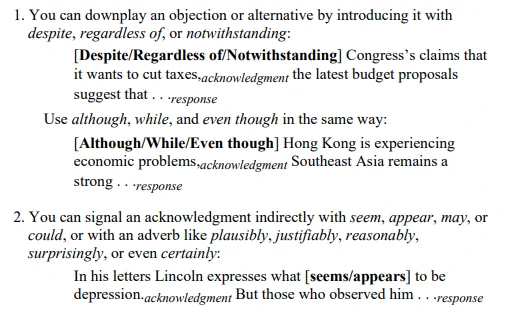 1. You can downplay an objection or alternative by introducing it with
despite, regardless of, or notwithstanding:
[Despite/Regardless of/Notwithstanding] Congress’s claims that
it wants to cut taxes,acknowledgment the latest budget proposals
suggest that . . .response
Use although, while, and even though in the same way:
[Although/While/Even though] Hong Kong is experiencing
economic problems,acknowledgment Southeast Asia remains a
strong . . .response
2. You can signal an acknowledgment indirectly with seem, appear, may, or
could, or with an adverb like plausibly, justifiably, reasonably,
surprisingly, or even certainly:
In his letters Lincoln expresses what [seems/appears] to be
depression.acknowledgment But those who observed him . . .response